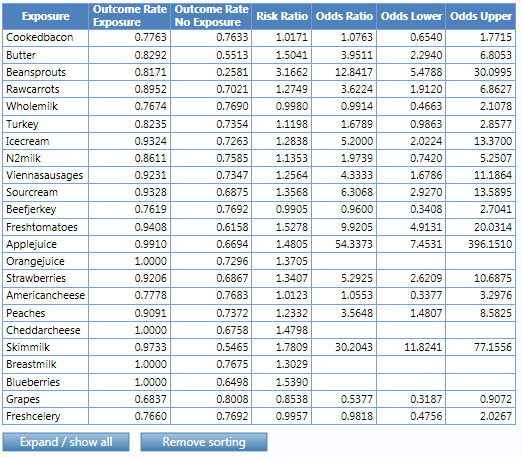 Exposure Outcome Rate Exposure Outcome Rate No Exposure Risk Ratio Odds Ratio Odds Lower Odds Upper
Cookedbacon 0.7763 0.7633 1.0171 1.0763 0.6540 1.7715
Butter 0.8292 0.5513 1.5041 3.9511 2.2940 6.8053
Beansprouts 0.8171 0.2581 3.1662 12.8417 5.4788 30.0995
Rawcarrots 0.8952 0.7021 1.2749 3.6224 1.9120 6.8627
Wholemilk 0.7674 0.7690 0.9980 0.9914 0.4663 2.1078
Turkey 0.8235 0.7354 1.1198 1.6789 0.9863 2.8577
Icecream 0.9324 0.7263 1.2838 5.2000 2.0224 13.3700
N2milk 0.8611 0.7585 1.1353 1.9739 0.7420 5.2507
Viennasausages 0.9231 0.7347 1.2564 4.3333 1.6786 11.1864
Sourcream 0.9328 0.6875 1.3568 6.3068 2.9270 13.5895
Beefjerkey 0.7619 0.7692 0.9905 0.9600 0.3408 2.7041
Freshtomatoes 0.9408 0.6158 1.5278 9.9205 4.9131 20.0314
Applejuice 0.9910 0.6694 1.4805 54.3373 7.4531 396.1510
Orangejuice 1.0000 0.7296 1.3705
Strawberries 0.9206 0.6867 1.3407 5.2925 2.6209 10.6875
Americancheese 0.7778 0.7683 1.0123 1.0553 0.3377 3.2976
Peaches 0.9091 0.7372 1.2332 3.5648 1.4807 8.5825
Cheddarcheese 1.0000 0.6758 1.4798
Skimmilk 0.9733 0.5465 1.7809 30.2043 11.8241 77.1556
Breastmilk 1.0000 0.7675 1.3029
Blueberries 1.0000 0.6498 1.5390
Grapes 0.6837 0.8008 0.8538 0.5377 0.3187 0.9072
Freshcelery 0.7660 0.7692 0.9957 0.9818 0.4756 2.0267
Expand / show all Remove sorting